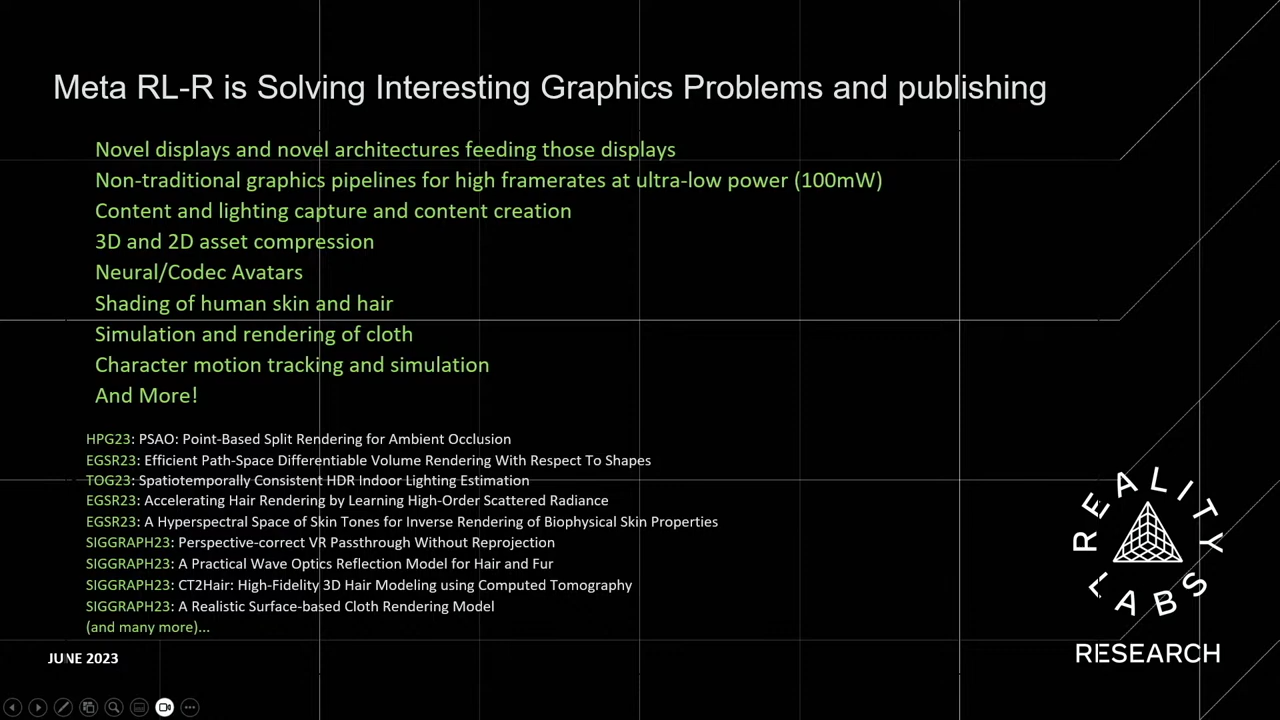 Meta RL-R is Solving Interesting Graphics Problems and publishing
Novel displays and novel architectures feeding those displays
Non-traditional graphics pipelines for high framerates at ultra-low power (100mW)
Content and lighting capture and content creation
3D and 2D asset compression
Neural/Codec Avatars
Shading of human skin and hair
Simulation and rendering of cloth
Character motion tracking and simulation
And More!
HPG23: PSAO: Point-Based Split Rendering for Ambient Occlusion
EGSR23: Efficient Path-Space Differentiable Volume Rendering With Respect To Shapes
TOG23: Spatiotemporally Consistent HDR Indoor Lighting Estimation
EGSR23: Accelerating Hair Rendering by Learning High-Order Scattered Radiance
EGSR23: A Hyperspectral Space of Skin Tones for Inverse Rendering of Biophysical Skin Properties
SIGGRAPH23: Perspective-correct VR Passthrough Without Reprojection
SIGGRAPH23: A Practical Wave Optics Reflection Model for Hair and Fur
SIGGRAPH23: CT2Hair: High-Fidelity 3D Hair Modeling using Computed Tomography
SIGGRAPH23: A Realistic Surface-based Cloth Rendering Model
(and many more)...
JUNE 2023
REALITY LABS
RESEARCH